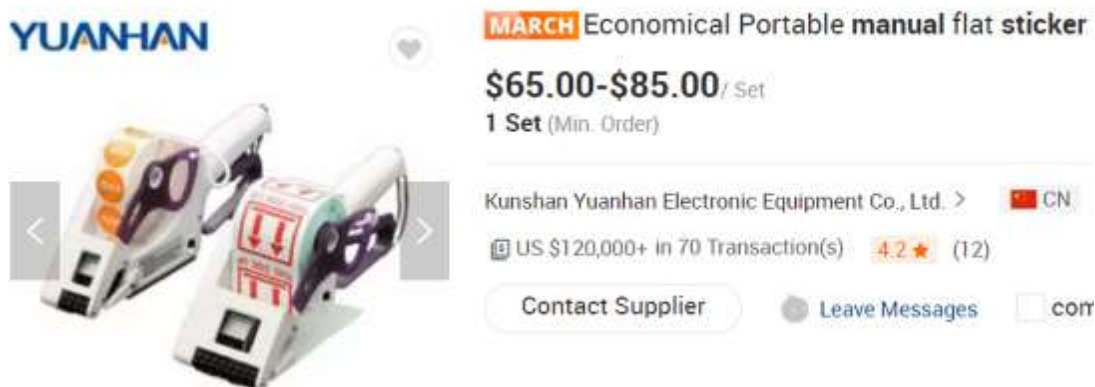 YUANHAN
MARCH Economical Portable manual flat sticker
$65.00-$85.00/ Set
1 Set (Min. Order)
Kunshan Yuanhan Electronic Equipment Co., Ltd. >
CN
US $120,000+ in 70 Transaction(s)
4.2 ★ (12)
Contact Supplier
Leave Messages
com